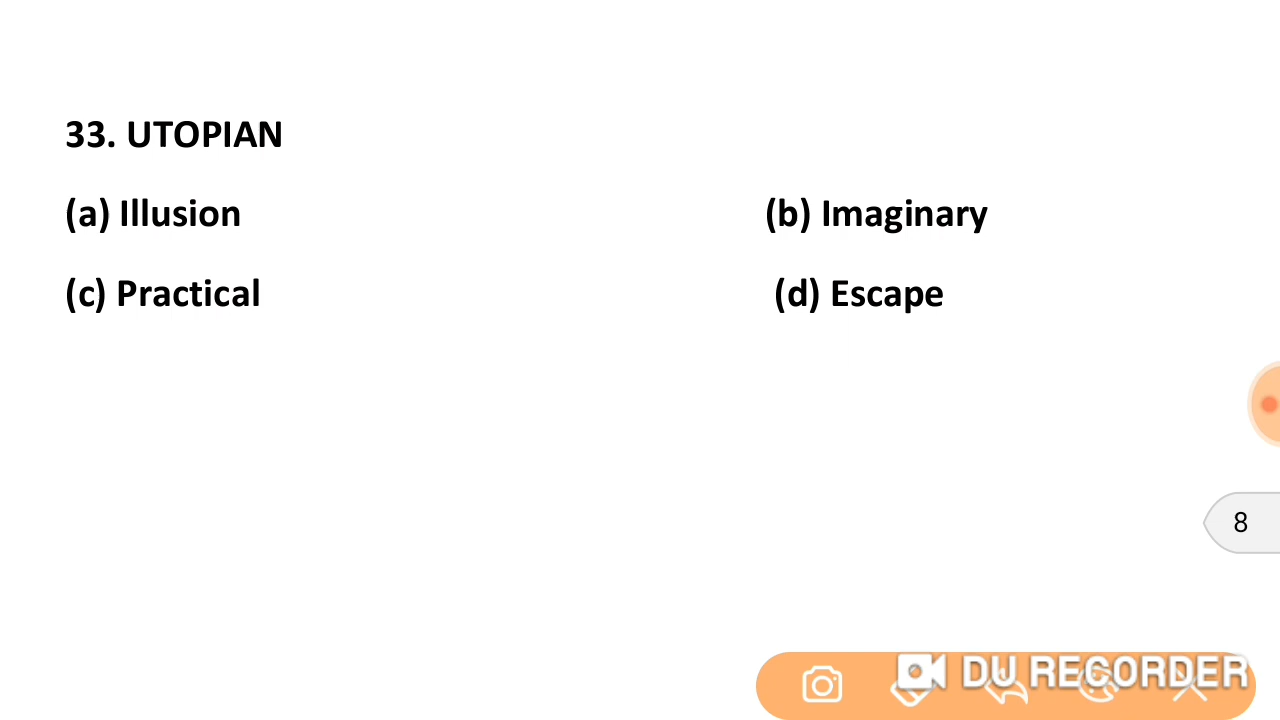 33. UTOPIAN
(a) Illusion (b) Imaginary
(c) Practical (d) Escape
8
DU RECORDER